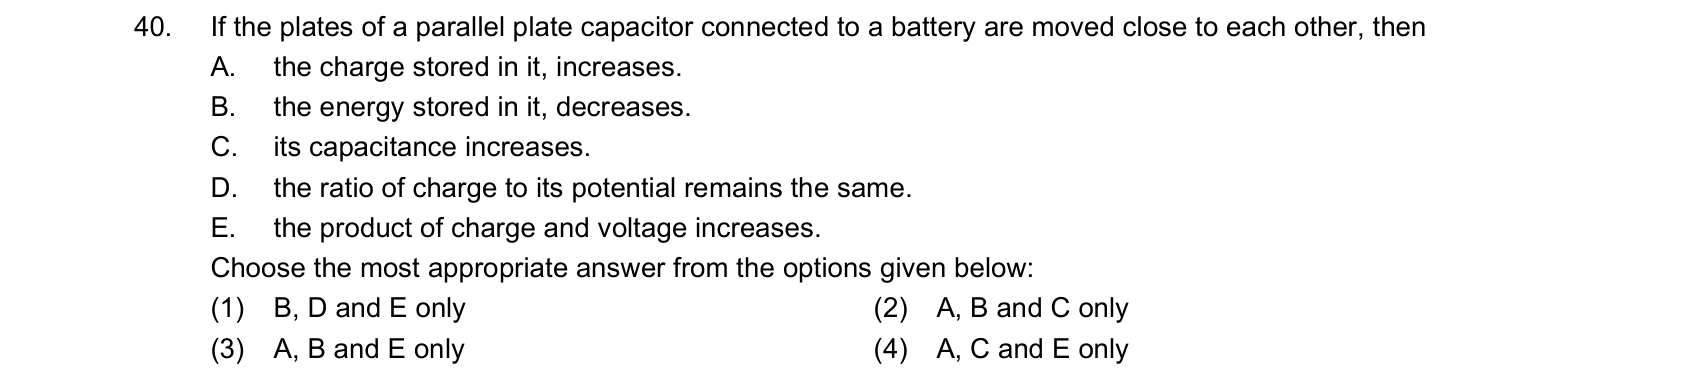 40. If the plates of a parallel plate capacitor connected to a battery are moved close to each other, then
A. the charge stored in it, increases.
B. the energy stored in it, decreases.
C. its capacitance increases.
D. the ratio of charge to its potential remains the same.
E. the product of charge and voltage increases.
Choose the most appropriate answer from the options given below:
(1) B, D and E only (2) A, B and C only
(3) A, B and E only (4) A, C and E only